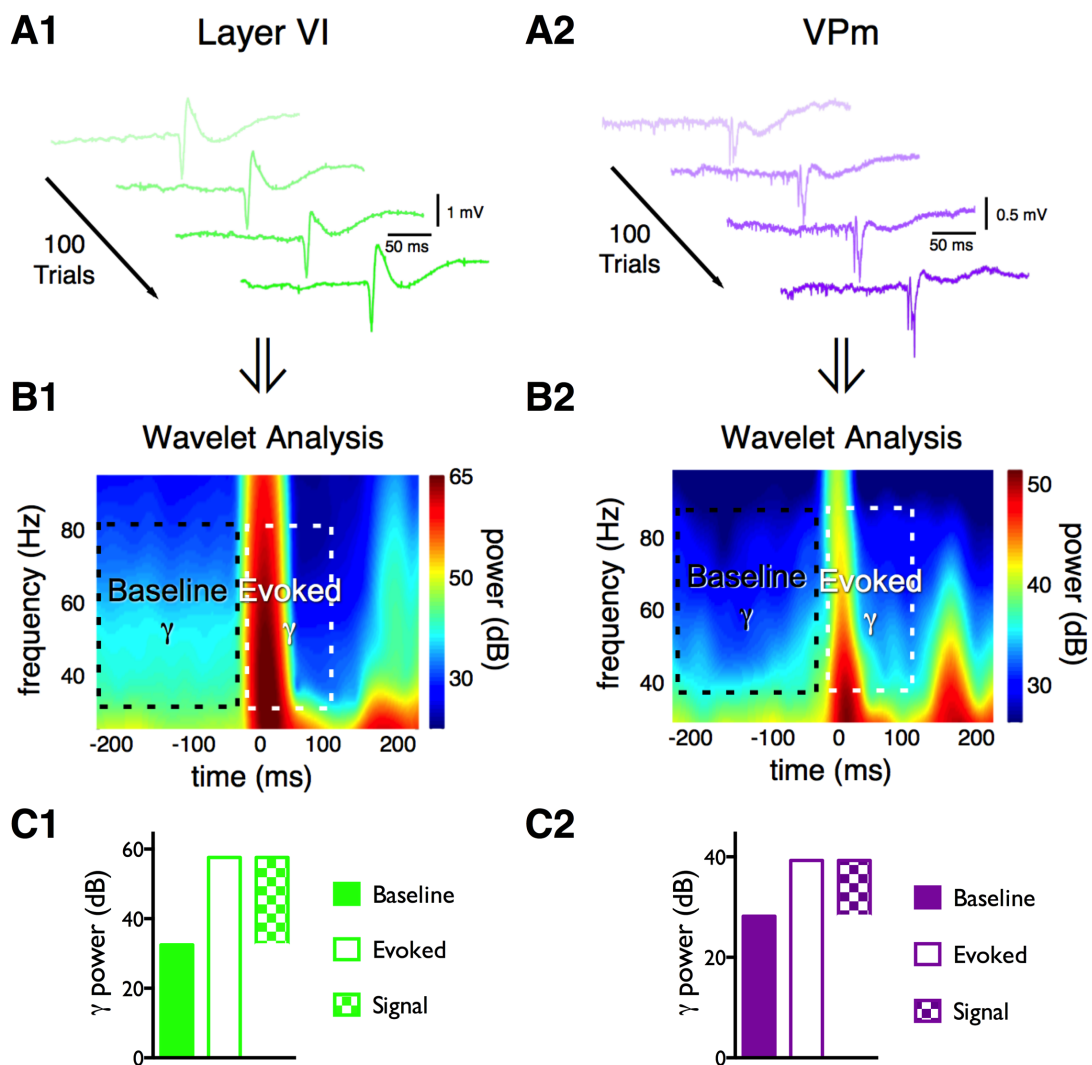 A1
Layer VI
100
Trials
1 mV
50 ms
A2
VPm
100
Trials
0.5 mV
50 ms
B1
Wavelet Analysis
frequency (Hz)
80
60
40
Baseline
γ
Evoked
γ
-200
-100
0
100
200
time (ms)
65
50
30
power (dB)
B2
Wavelet Analysis
frequency (Hz)
80
60
40
Baseline
γ
Evoked
γ
-200
-100
0
100
200
time (ms)
50
40
30
power (dB)
C1
γ power (dB)
60
40
20
0
Baseline
Evoked
Signal
C2
γ power (dB)
40
20
0
Baseline
Evoked
Signal